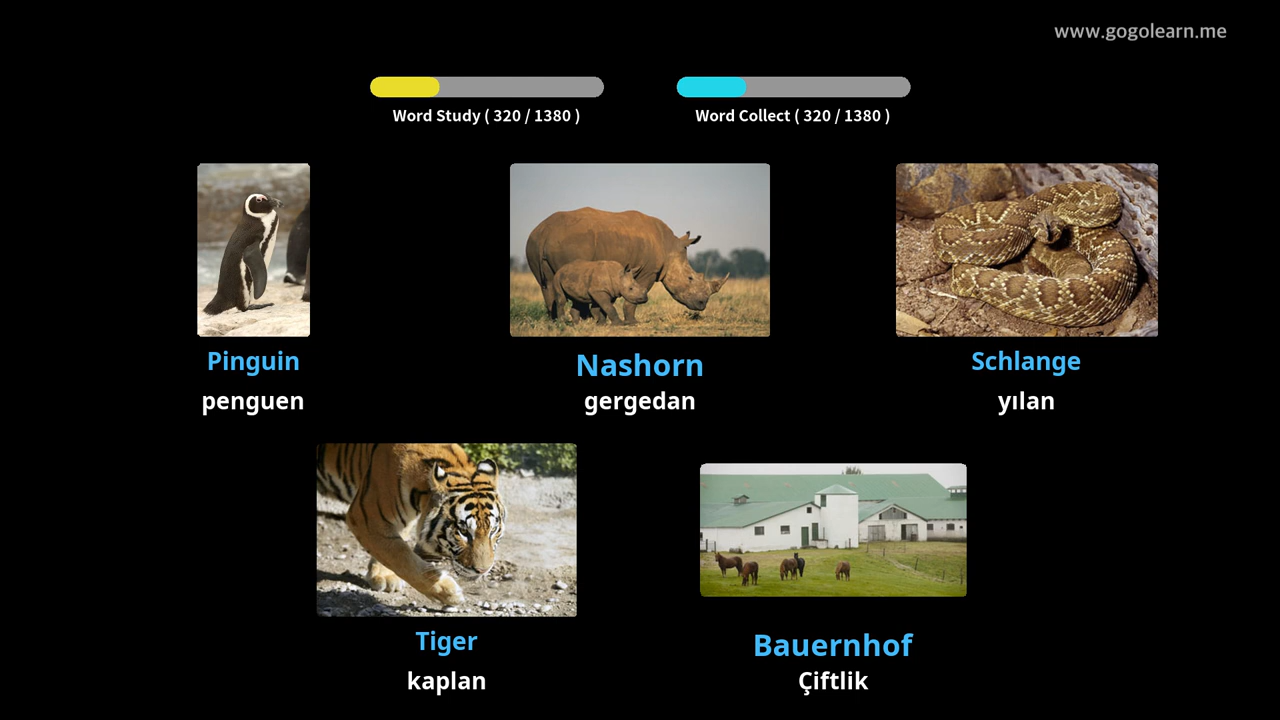 www.gogolearn.me
Word Study ( 320 / 1380 )
Word Collect ( 320 / 1380 )
Pinguin
penguen
Nashorn
gergedan
Schlange
yılan
Tiger
kaplan
Bauernhof
Çiftlik